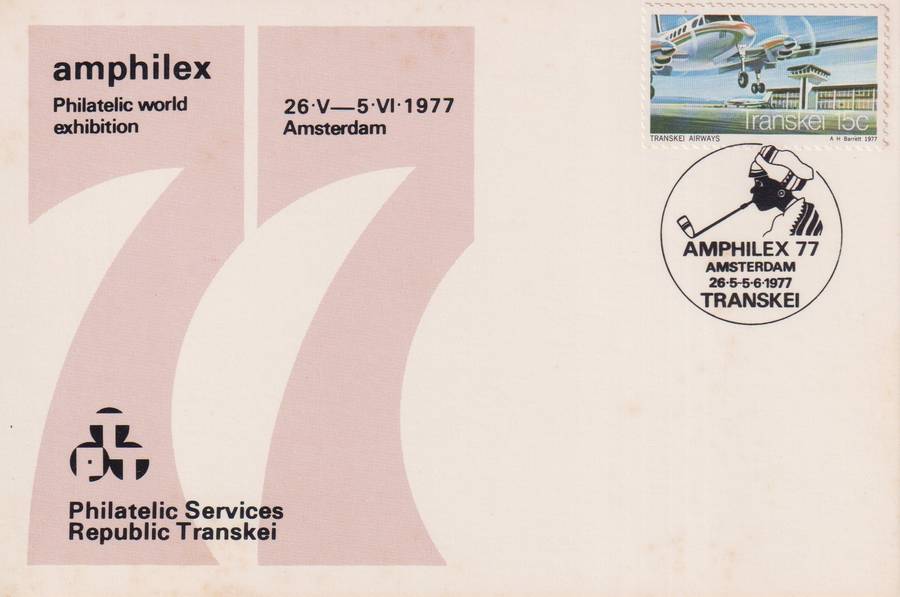 amphilex
Philatelic world
exhibition
26·V—5·VI·1977
Amsterdam
Transkei 15c
TRANSKEI AIRWAYS
A H Barrett 1977
AMPHILEX 77
AMSTERDAM
26·5-5·6·1977
TRANSKEI
T
P T
Philatelic Services
Republic Transkei